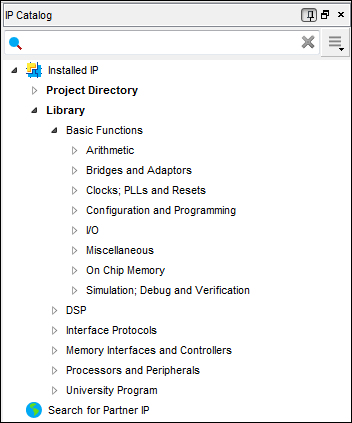 IP Catalog
Installed IP
Project Directory
Library
Basic Functions
Arithmetic
Bridges and Adaptors
Clocks; PLLs and Resets
Configuration and Programming
I/O
Miscellaneous
On Chip Memory
Simulation; Debug and Verification
DSP
Interface Protocols
Memory Interfaces and Controllers
Processors and Peripherals
University Program
Search for Partner IP